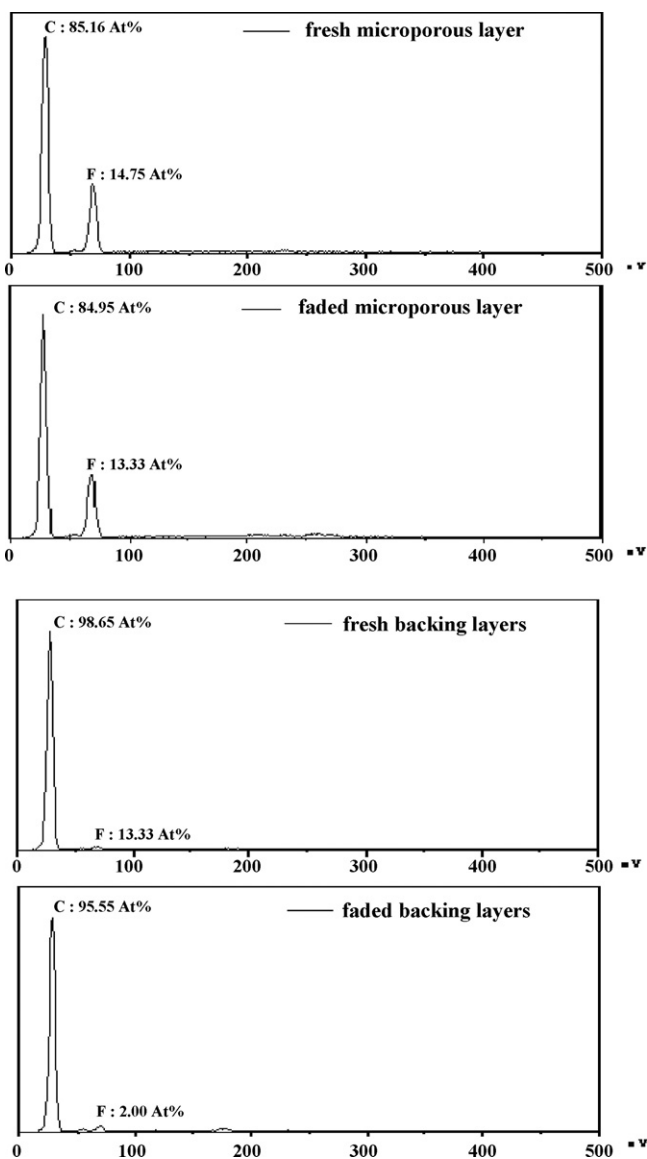 C : 85.16 At%
fresh microporous layer
F : 14.75 At%
0 100 200 300 400 500
C : 84.95 At%
faded microporous layer
F : 13.33 At%
0 100 200 300 400 500
C : 98.65 At%
fresh backing layers
F : 13.33 At%
0 100 200 300 400 500
C : 95.55 At%
faded backing layers
F : 2.00 At%
0 100 200 300 400 500